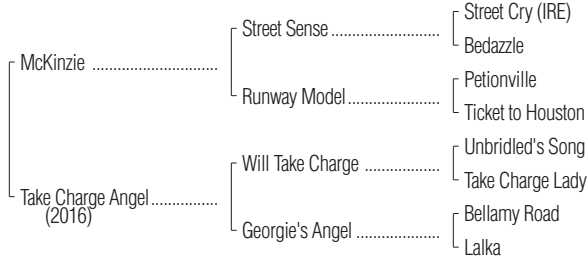 Street Cry (IRE)
Street Sense ..............................
Bedazzle
McKinzie ..................................
Petionville
Runway Model .........................
Ticket to Houston
Unbridled's Song
Will Take Charge .....................
Take Charge Lady
Take Charge Angel ..................
(2016)
Bellamy Road
Georgie's Angel .......................
Lalka